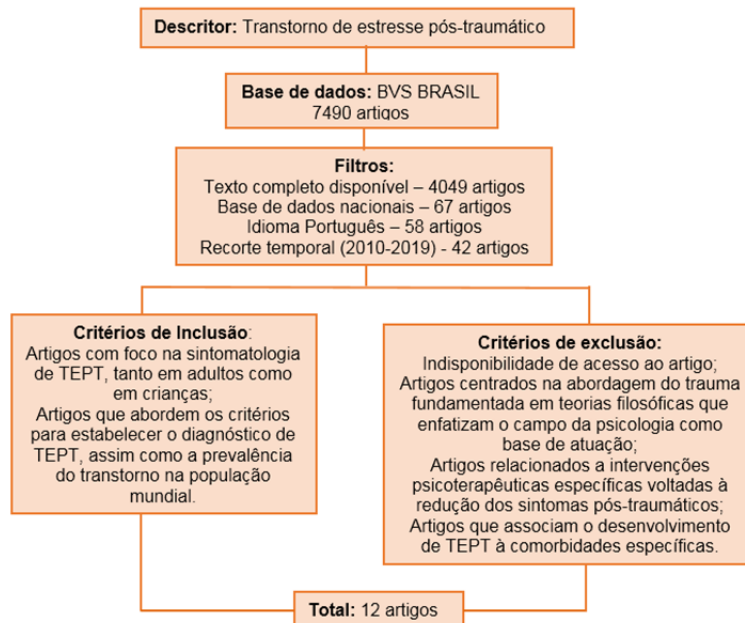 Descritor: Transtorno de estresse pós-traumático
Base de dados: BVS BRASIL
7490 artigos
Filtros:
Texto completo disponível – 4049 artigos
Base de dados nacionais – 67 artigos
Idioma Português – 58 artigos
Recorte temporal (2010-2019) - 42 artigos
Critérios de Inclusão:
Artigos com foco na sintomatologia
de TEPT, tanto em adultos como
em crianças;
Artigos que abordem os critérios
para estabelecer o diagnóstico de
TEPT, assim como a prevalência
do transtorno na população
mundial.
Critérios de exclusão:
Indisponibilidade de acesso ao artigo;
Artigos centrados na abordagem do trauma
fundamentada em teorias filosóficas que
enfatizam o campo da psicologia como
base de atuação;
Artigos relacionados a intervenções
psicoterapêuticas específicas voltadas à
redução dos sintomas pós-traumáticos;
Artigos que associam o desenvolvimento
de TEPT à comorbidades específicas.
Total: 12 artigos